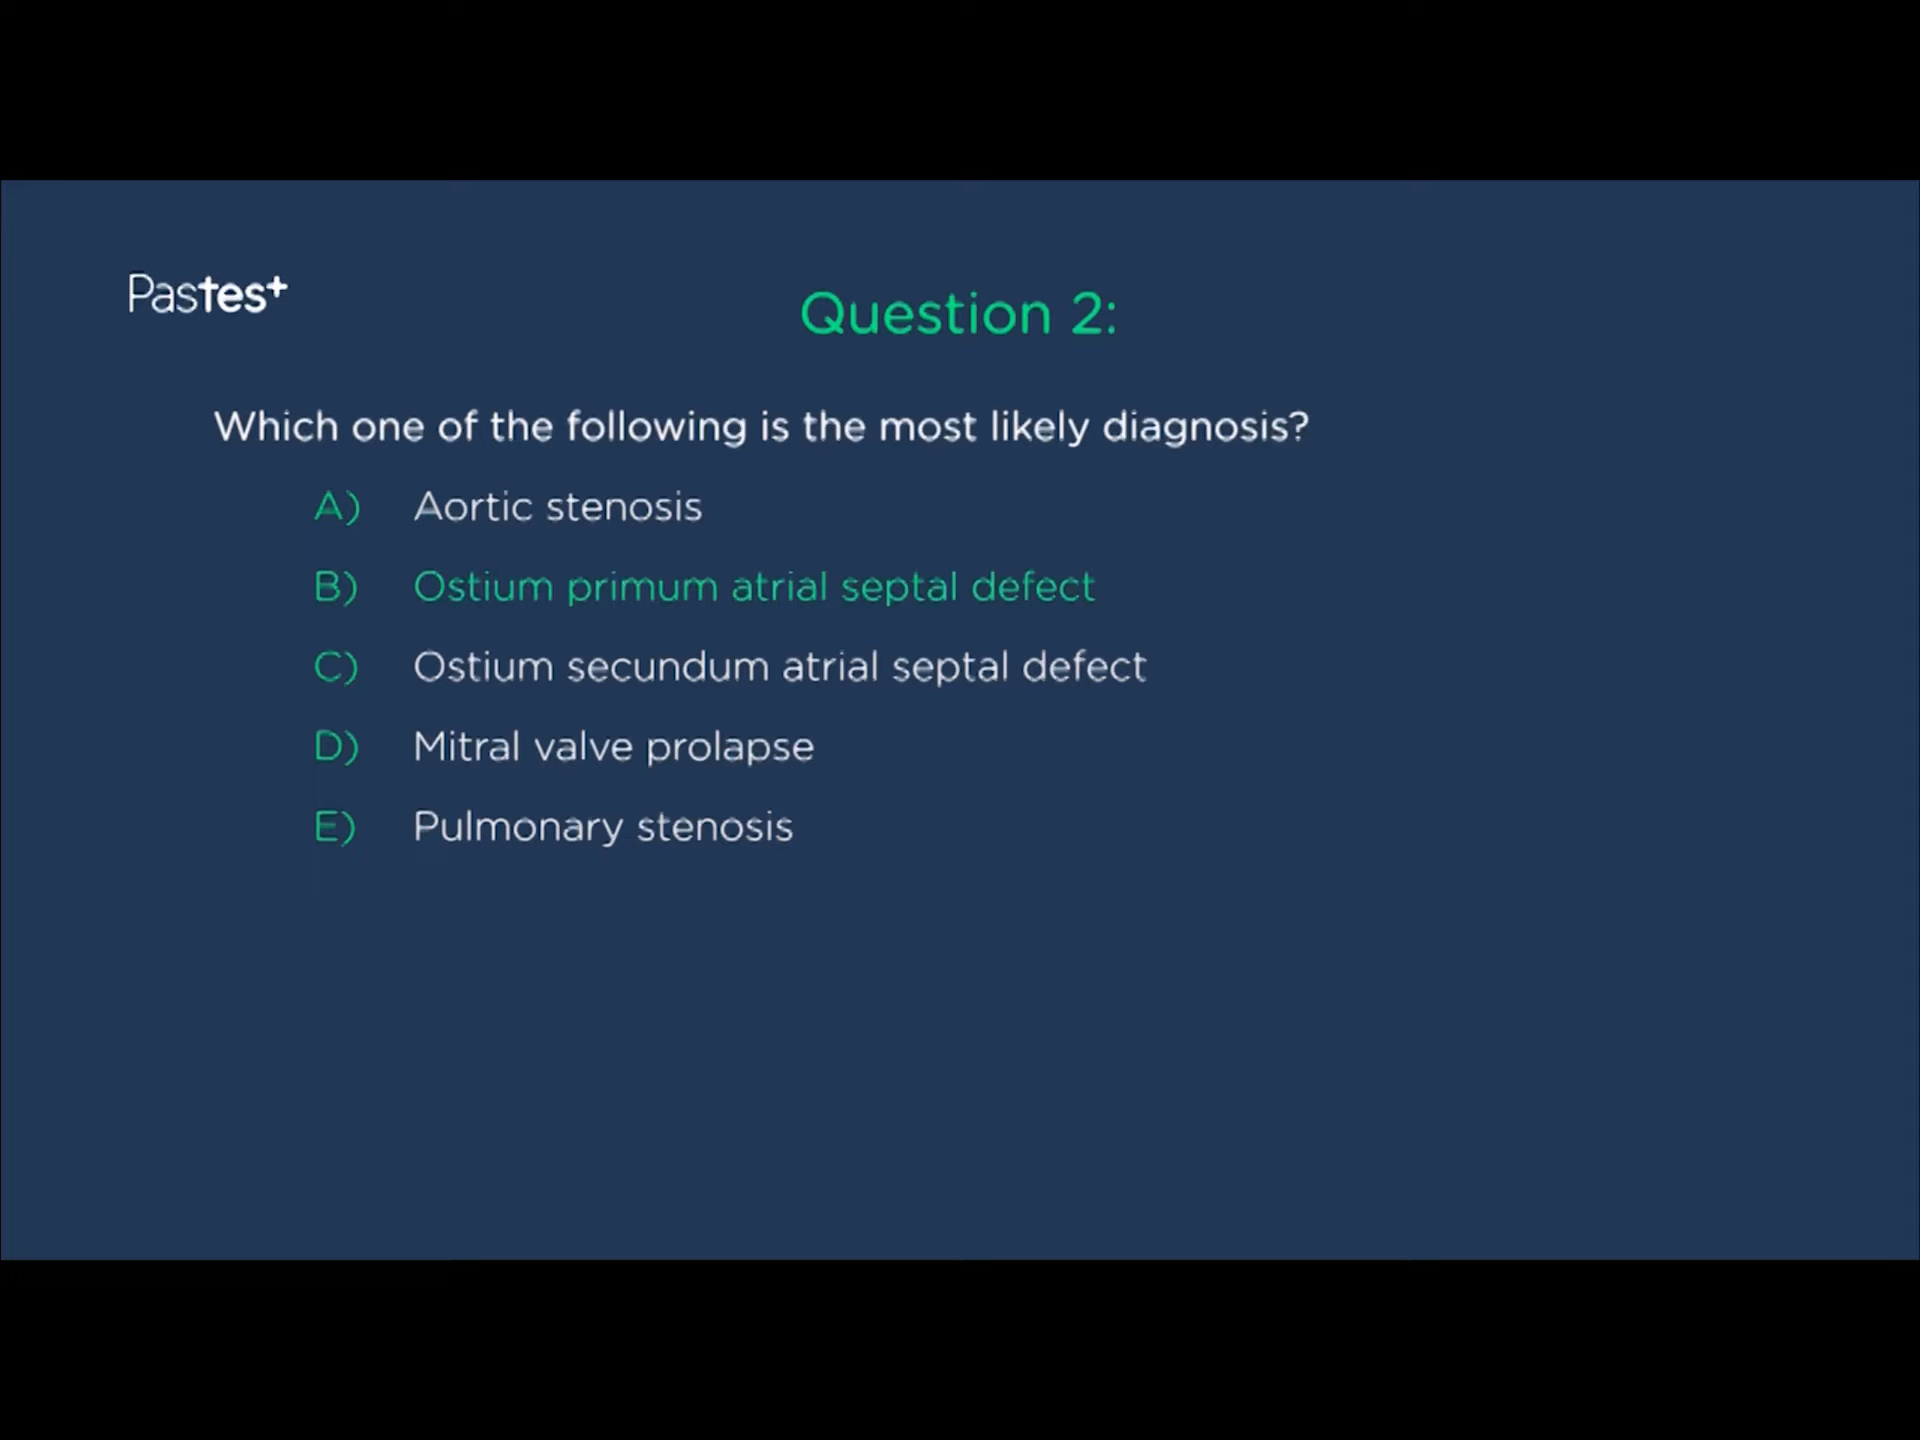 Pastest
Question 2:
Which one of the following is the most likely diagnosis?
A) Aortic stenosis
B) Ostium primum atrial septal defect
C) Ostium secundum atrial septal defect
D) Mitral valve prolapse
E) Pulmonary stenosis